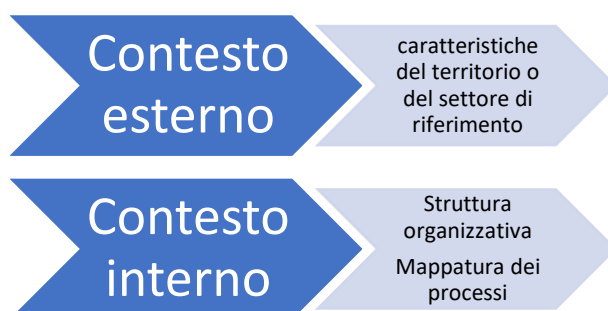 Contesto
esterno
caratteristiche
del territorio o
del settore di
riferimento
Contesto
interno
Struttura
organizzativa
Mappatura dei
processi